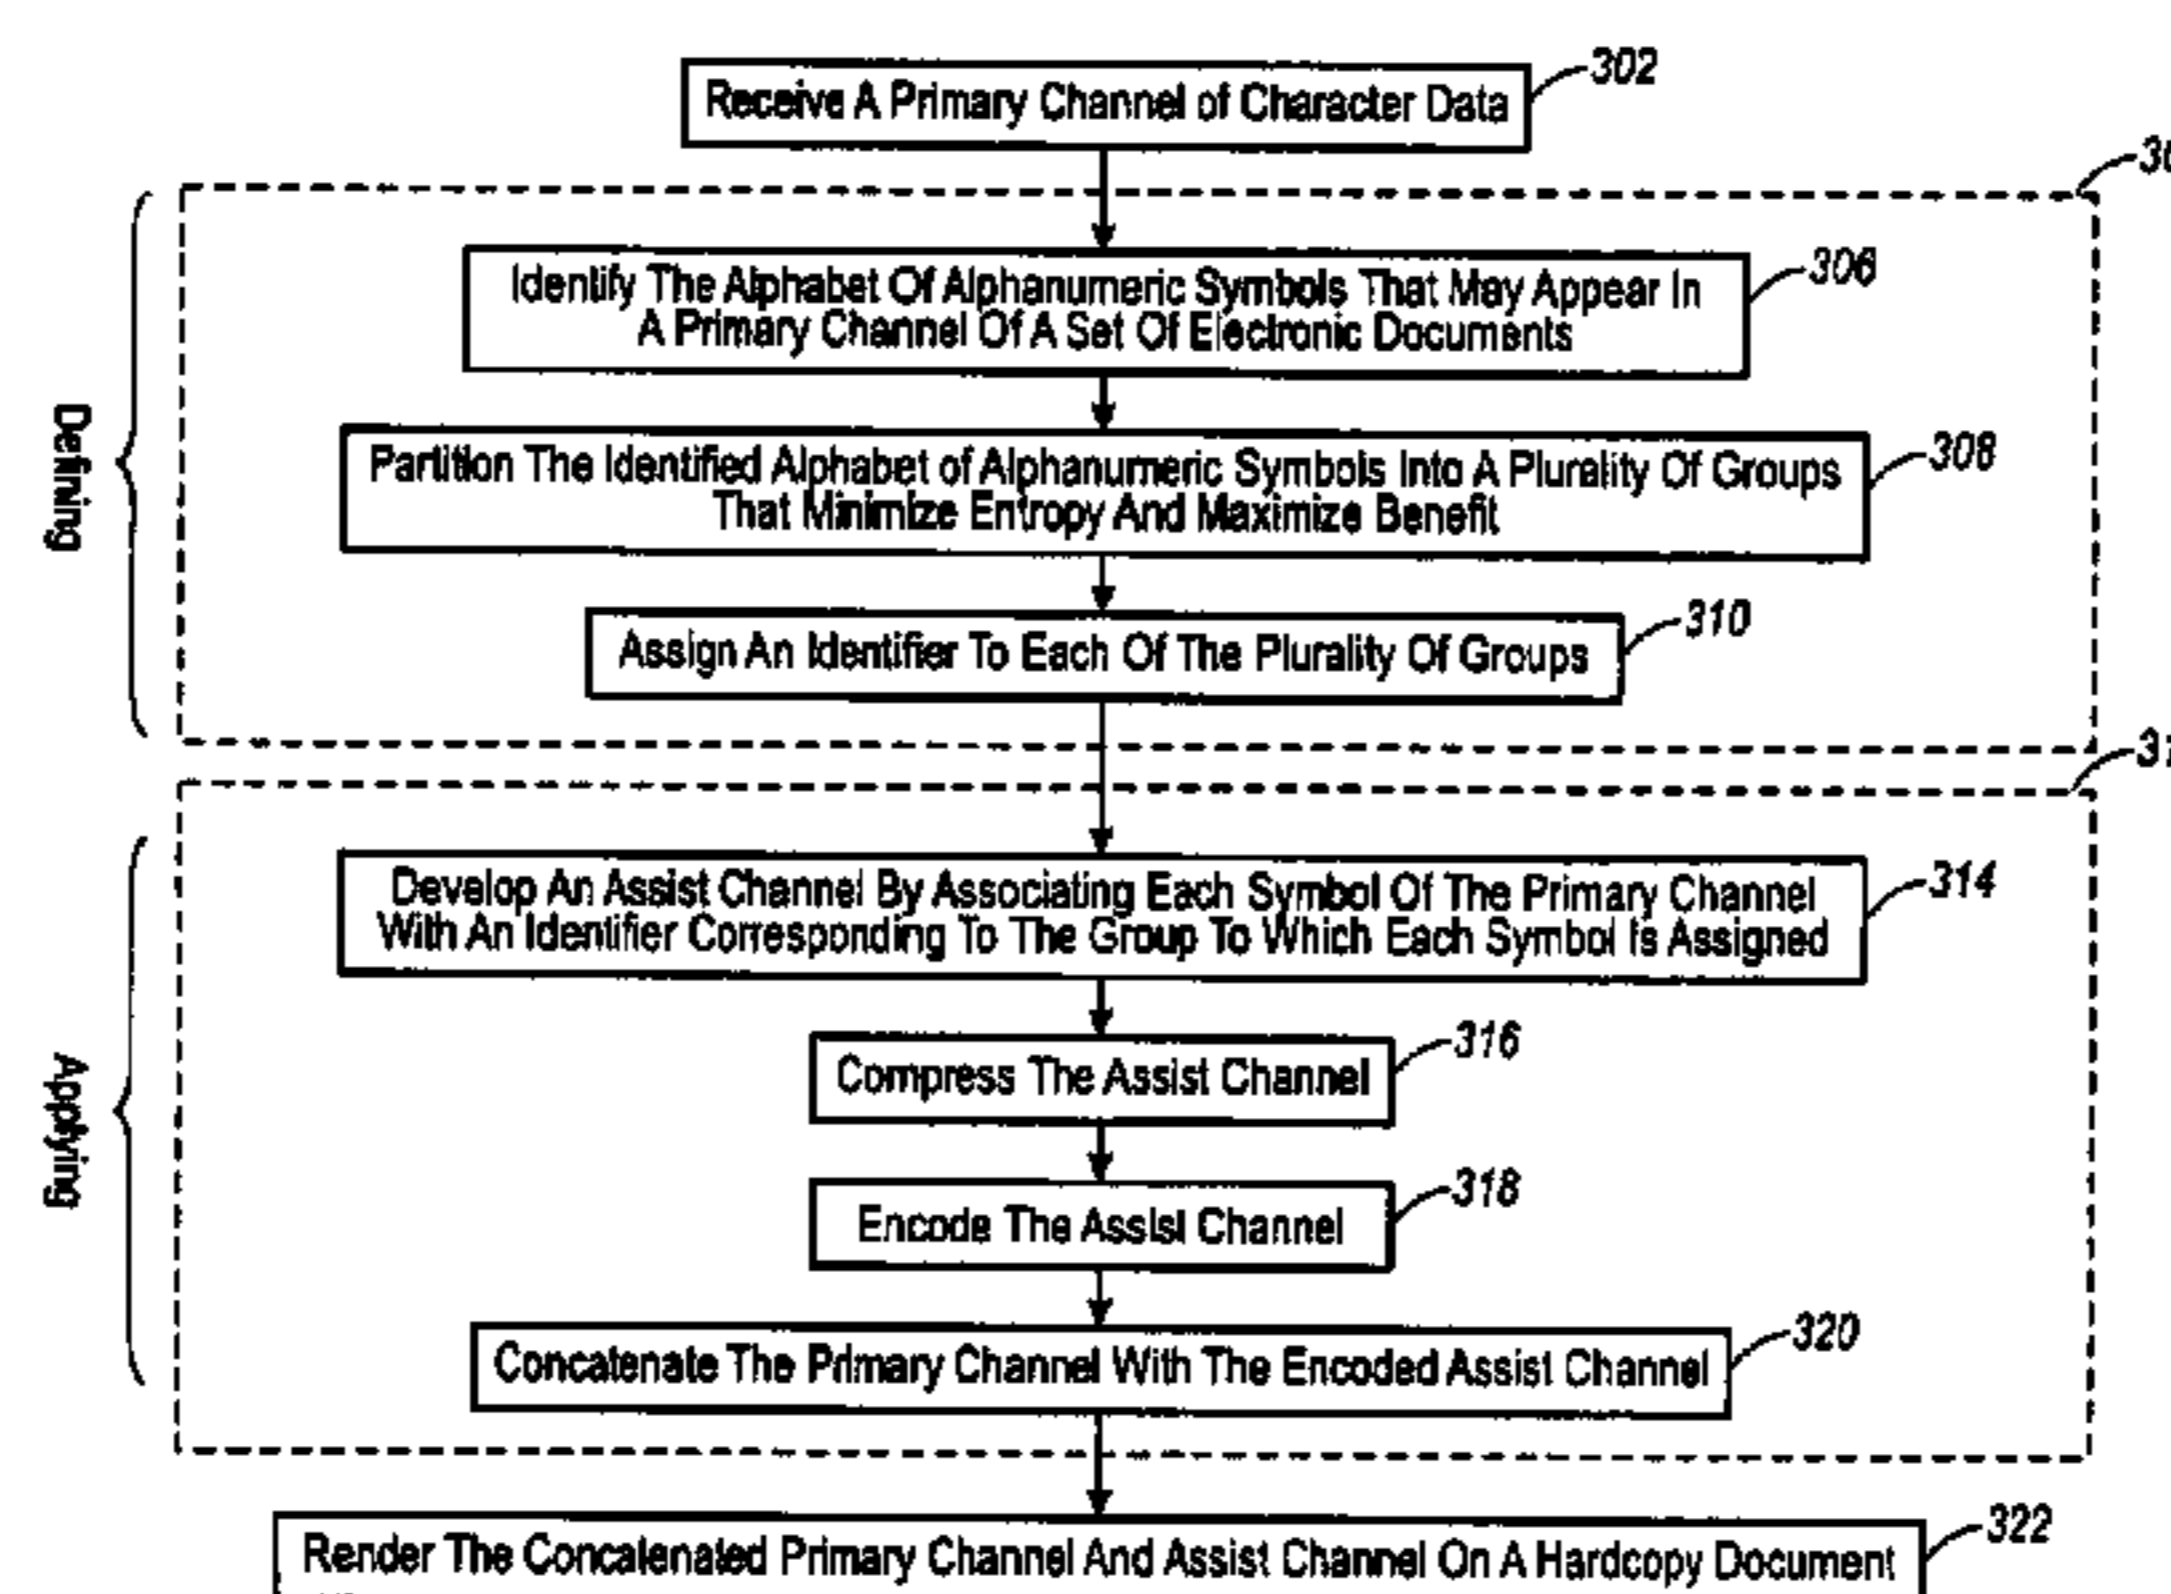 Receive A Primary Channel of Character Data
302
Identify The Alphabet Of Alphanumeric Symbols That May Appear In
A Primary Channel Of A Set Of Electronic Documents
306
Defining
Partition The Identified Alphabet of Alphanumeric Symbols Into A Plurality Of Groups
That Minimize Entropy And Maximize Benefit
308
Assign An Identifier To Each Of The Plurality Of Groups
310
Develop An Assist Channel By Associating Each Symbol Of The Primary Channel
With An Identifier Corresponding To The Group To Which Each Symbol Is Assigned
314
Applying
Compress The Assist Channel
316
Encode The Assist Channel
318
Concatenate The Primary Channel With The Encoded Assist Channel
320
Render The Concatenated Primary Channel And Assist Channel On A Hardcopy Document
322